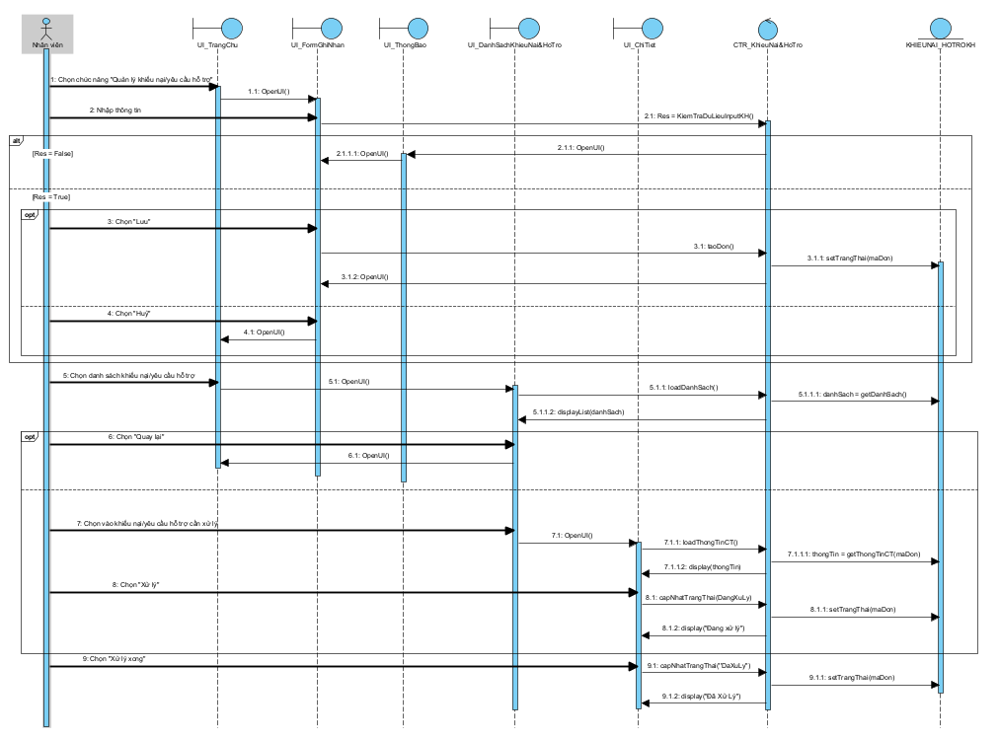 Nhân viên
UI_TrangChu
UI_FormGhiNhan
UI_ThongBao
UI_DanhSachKhieuNai&HoTro
UI_ChiTiet
CTR_KhieuNai&HoTro
KHIEUNAI_HOTROKH
1: Chọn chức năng "Quản lý khiếu nại/yêu cầu hỗ trợ"
1.1: OpenUI()
2: Nhập thông tin
2.1: Res = KiemTraDuLieuInputKH()
alt
[Res = False]
2.1.1.1: OpenUI()
2.1.1: OpenUI()
[Res = True]
opt
3: Chọn "Lưu"
3.1: taoDon()
3.1.1: setTrangThai(maDon)
3.1.2: OpenUI()
4: Chọn "Huỷ"
4.1: OpenUI()
5: Chọn danh sách khiếu nại/yêu cầu hỗ trợ
5.1: OpenUI()
5.1.1: loadDanhSach()
5.1.1.1: danhSach = getDanhSach()
5.1.1.2: displayList(danhSach)
opt
6: Chọn "Quay lại"
6.1: OpenUI()
7: Chọn vào khiếu nại/yêu cầu hỗ trợ cần xử lý
7.1: OpenUI()
7.1.1: loadThongTinCT()
7.1.1.1: thongTin = getThongTinCT(maDon)
7.1.1.2: display(thongTin)
8: Chọn "Xử lý"
8.1: capNhatTrangThai(DangXuLy)
8.1.1: setTrangThai(maDon)
8.1.2: display("Đang xử lý")
9: Chọn "Xử lý xong"
9.1: capNhatTrangThai("DaXuLy")
9.1.1: setTrangThai(maDon)
9.1.2: display("Đã Xử Lý")